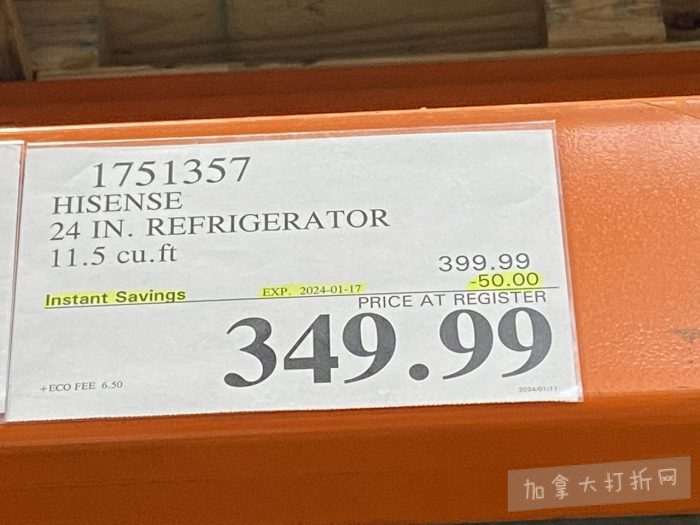 1751357
HISENSE
24 IN. REFRIGERATOR
11.5 cu.ft
399.99
Instant Savings EXP. 2024-01-17 -50.00
PRICE AT REGISTER
349.99
+ECO FEE 6.50
2024/01/11
加拿大打折网